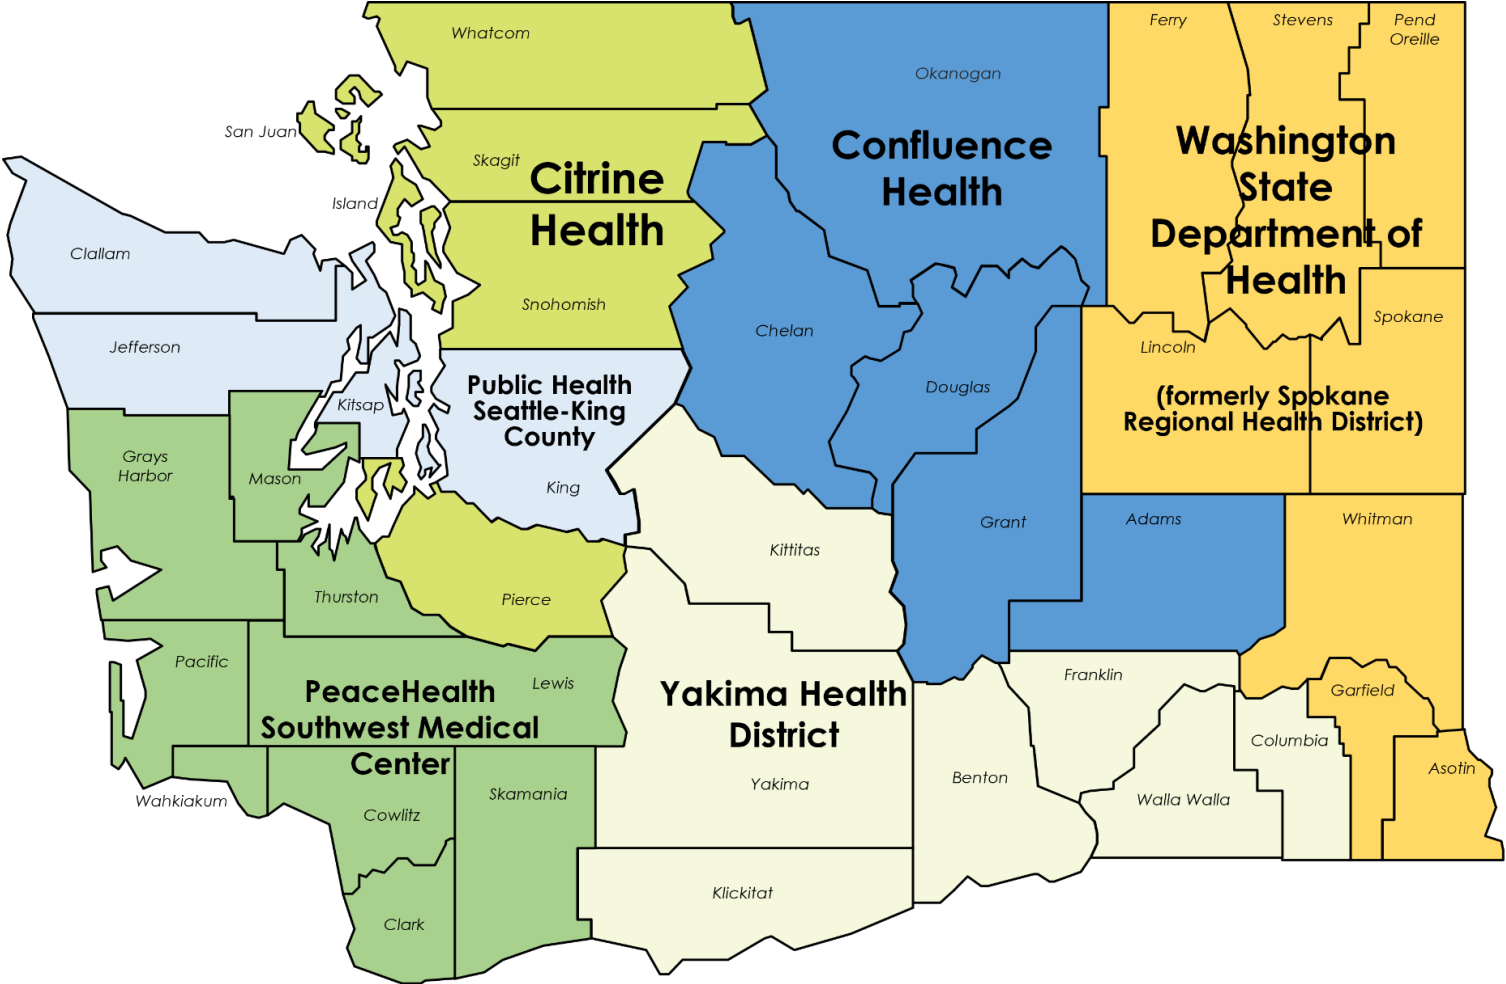 Whatcom
Ferry
Stevens
Pend
Oreille
Okanogan
San Juan
Skagit
Island
Citrine
Health
Confluence
Health
Washington
State
Department of
Health
Clallam
Snohomish
Chelan
Spokane
Jefferson
Lincoln
Kitsap
Public Health
Seattle-King
County
Douglas
(formerly Spokane
Regional Health District)
Grays
Harbor
Mason
King
Grant
Adams
Whitman
Kittitas
Thurston
Pierce
Pacific
Lewis
PeaceHealth
Southwest Medical
Center
Yakima Health
District
Franklin
Garfield
Columbia
Asotin
Wahkiakum
Cowlitz
Skamania
Yakima
Benton
Walla Walla
Clark
Klickitat